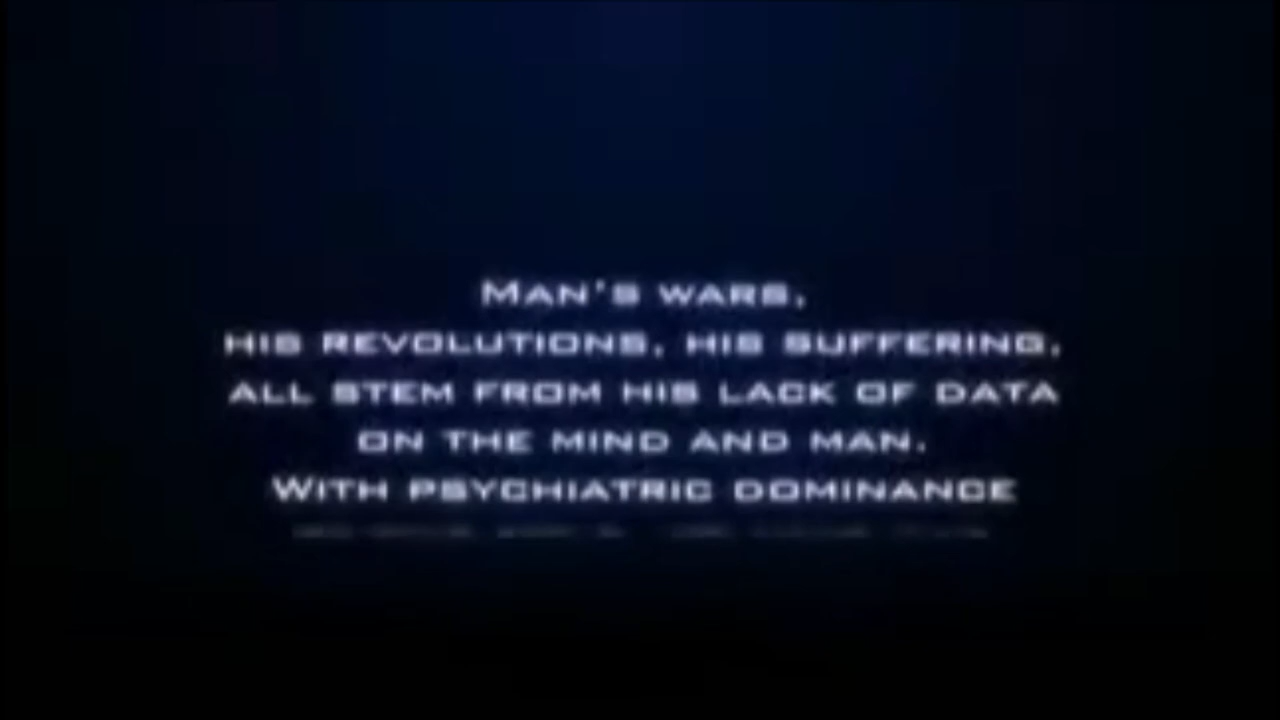 Man's wars,
his revolutions, his suffering,
all stem from his lack of data
on the mind and man.
With psychiatric dominance